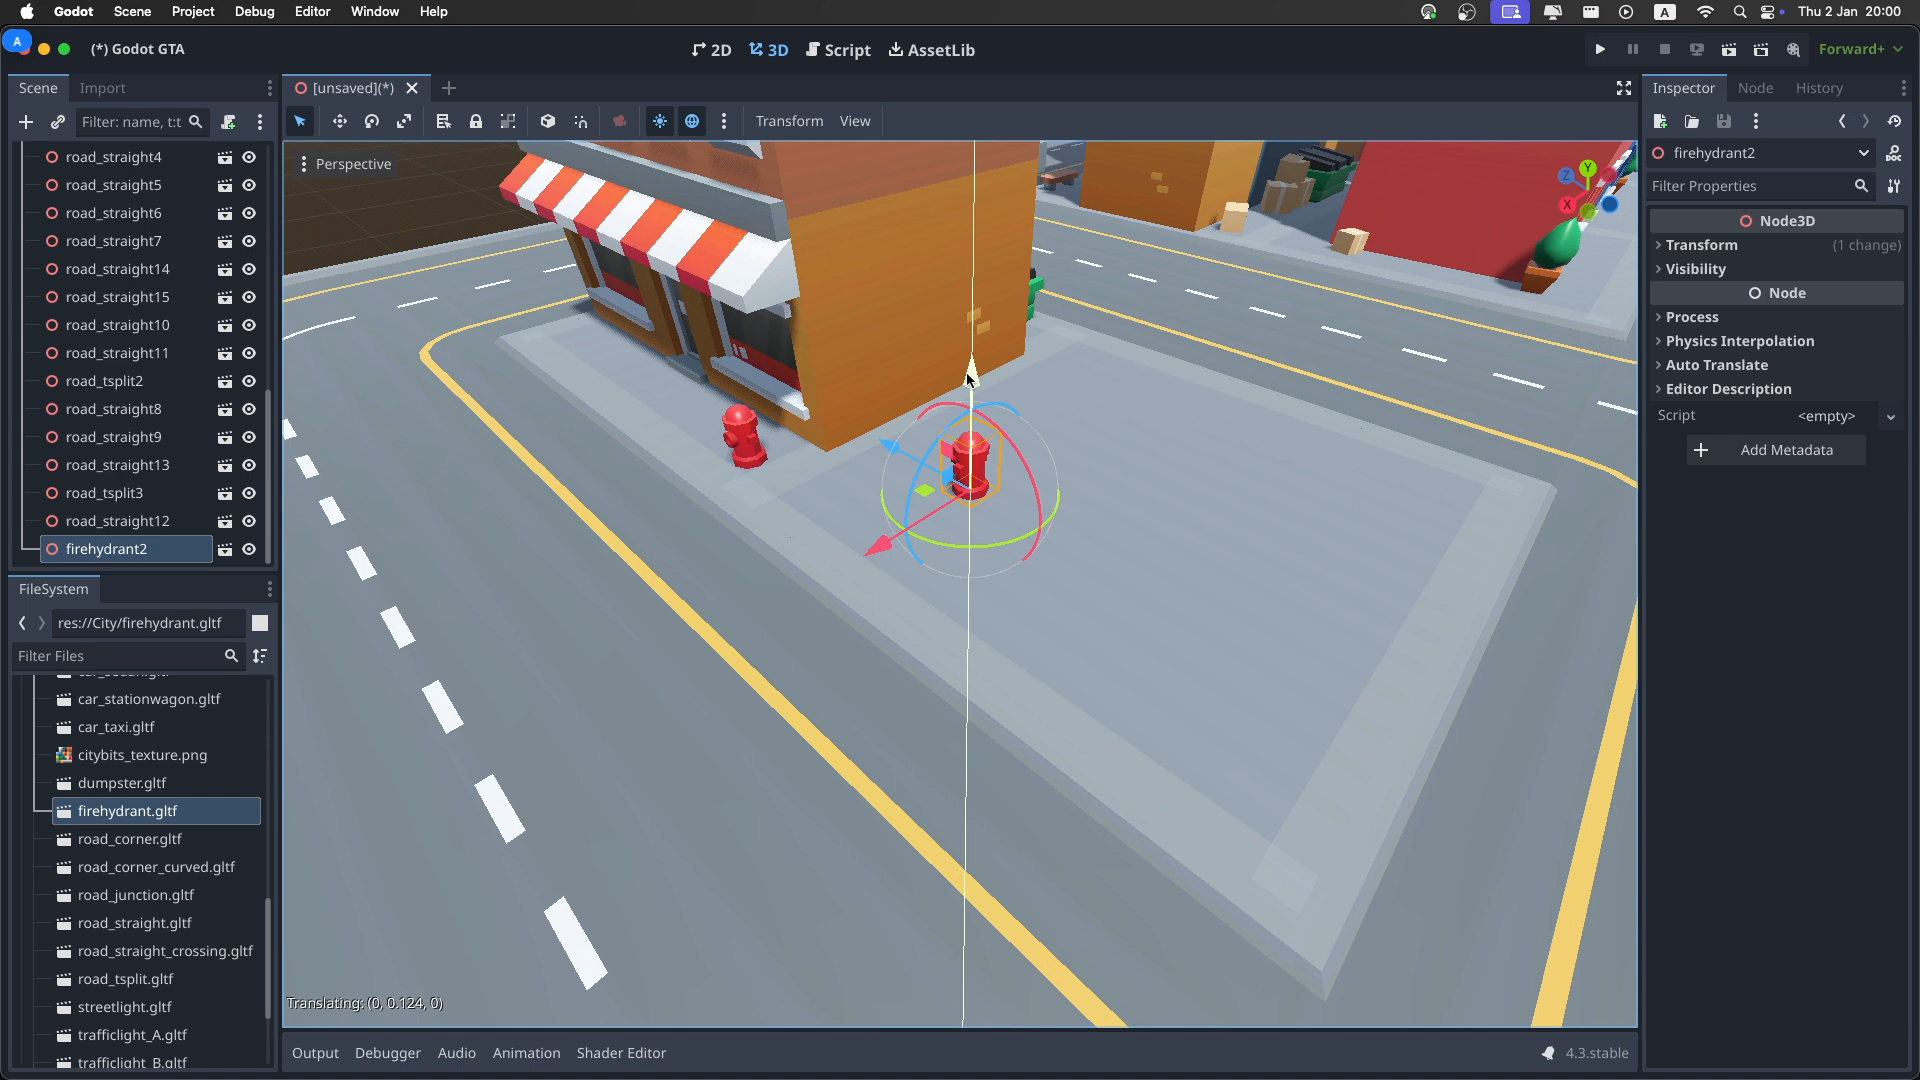 Godot Scene Project Debug Editor Window Help
A
Thu 2 Jan 20:00
A
(*) Godot GTA
2D 3D Script AssetLib
Forward+
Scene Import
[unsaved](*)
Inspector Node History
Filter: name, t:t
Transform View
road_straight4
road_straight5
road_straight6
road_straight7
road_straight14
road_straight15
road_straight10
road_straight11
road_tsplit2
road_straight8
road_straight9
road_straight13
road_tsplit3
road_straight12
firehydrant2
FileSystem
res://City/firehydrant.gltf
Filter Files
car_stationwagon.gltf
car_taxi.gltf
citybits_texture.png
dumpster.gltf
firehydrant.gltf
road_corner.gltf
road_corner_curved.gltf
road_junction.gltf
road_straight.gltf
road_straight_crossing.gltf
road_tsplit.gltf
streetlight.gltf
trafficlight_A.gltf
trafficlight_B.gltf
Perspective
Y
Z
X
Translating: (0, 0.124, 0)
Output Debugger Audio Animation Shader Editor
4.3.stable
firehydrant2
DOC
Filter Properties
Node3D
Transform (1 change)
Visibility
Node
Process
Physics Interpolation
Auto Translate
Editor Description
Script <empty>
Add Metadata